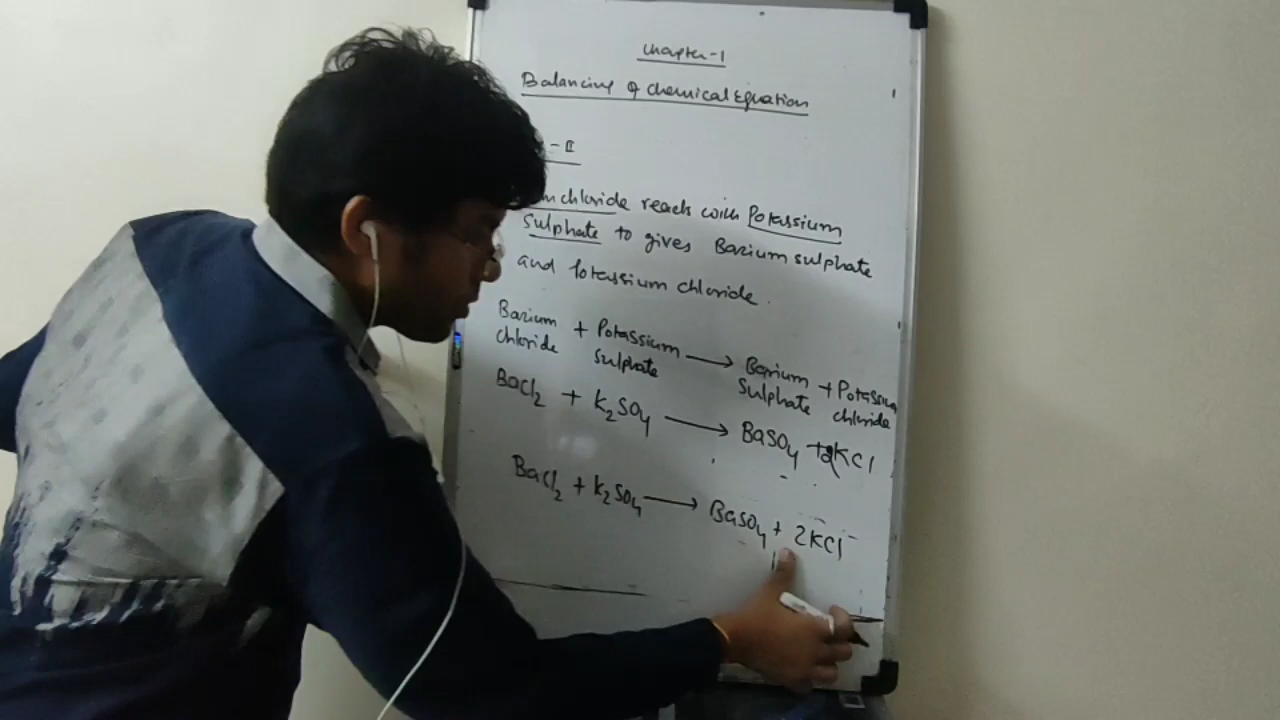 Chapter-1
Balancing of chemical Equation
-II
chloride reacts with Potassium
Sulphate to gives Barium sulphate
and Potassium chloride.
Barium + Potassium → Barium + Potassium
chloride sulphate Sulphate chloride
BaCl₂ + K₂SO₄ → BaSO₄ + 2KCl
BaCl₂ + K₂SO₄ → BaSO₄ + 2KCl